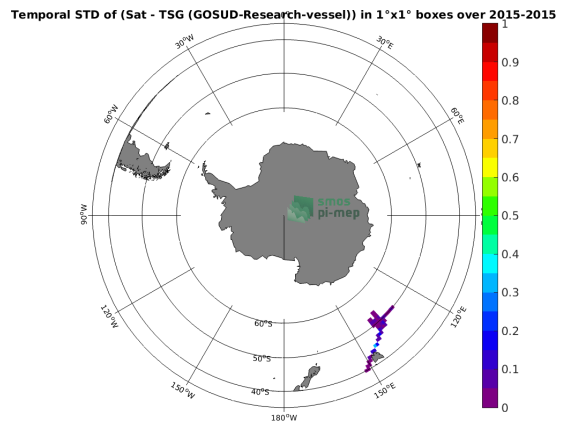 Temporal STD of (Sat - TSG (GOSUD-Research-vessel)) in 1°x1° boxes over 2015-2015
30°W
30°E
60°W
60°E
90°W
120°W
120°E
150°W
150°E
180°W
60°S
50°S
40°S
smos
pi-mep
1
0.9
0.8
0.7
0.6
0.5
0.4
0.3
0.2
0.1
0